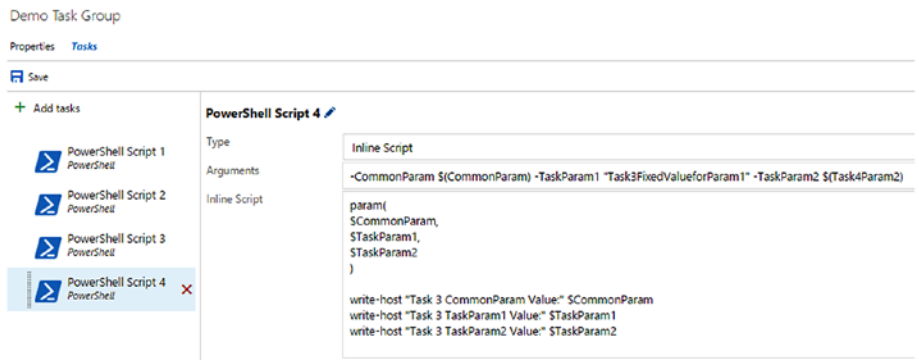 Demo Task Group
Properties Tasks
Save
+ Add tasks
PowerShell Script 1
PowerShell
PowerShell Script 2
PowerShell
PowerShell Script 3
PowerShell
PowerShell Script 4
PowerShell
PowerShell Script 4
Type
Inline Script
Arguments
-CommonParam $(CommonParam) -TaskParam1 "Task3FixedValueforParam1" -TaskParam2 $(Task4Param2)
Inline Script
param(
$CommonParam,
$TaskParam1,
$TaskParam2
)
write-host "Task 3 CommonParam Value:" $CommonParam
write-host "Task 3 TaskParam1 Value:" $TaskParam1
write-host "Task 3 TaskParam2 Value:" $TaskParam2